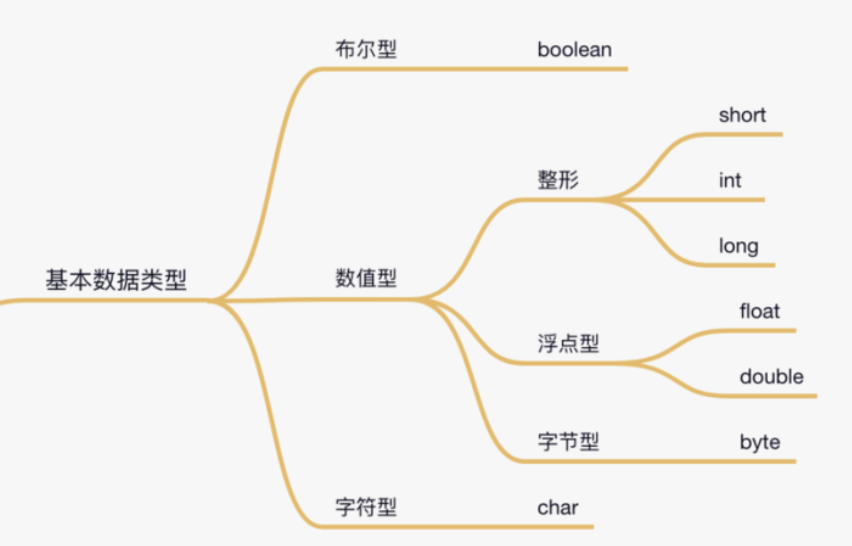 布尔型 boolean
short
整形 int
long
基本数据类型 数值型
float
浮点型
double
字节型 byte
字符型 char